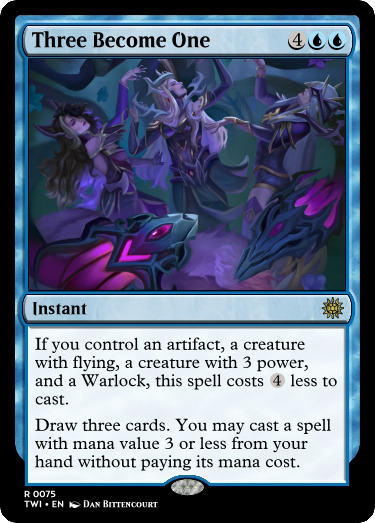 Three Become One 4
Instant
If you control an artifact, a creature
with flying, a creature with 3 power,
and a Warlock, this spell costs 4 less to
cast.
Draw three cards. You may cast a spell
with mana value 3 or less from your
hand without paying its mana cost.
R 0075
TWI • EN DAN BITTENCOURT